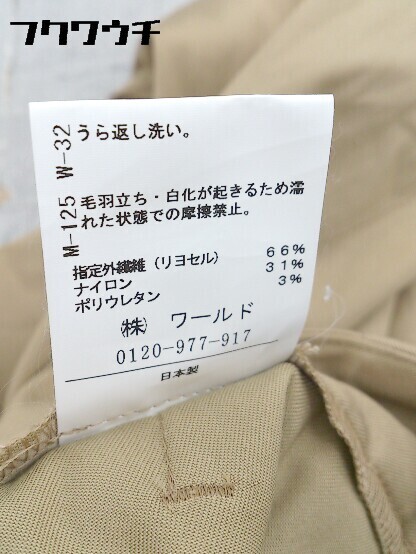 フクワウチ
W-32
うら返し洗い。
M-125
毛羽立ち・白化が起きるため濡
れた状態での摩擦禁止。
指定外繊維（リヨセル） 66%
ナイロン 31%
ポリウレタン 3%
㈱ ワールド
0120-977-917
日本製